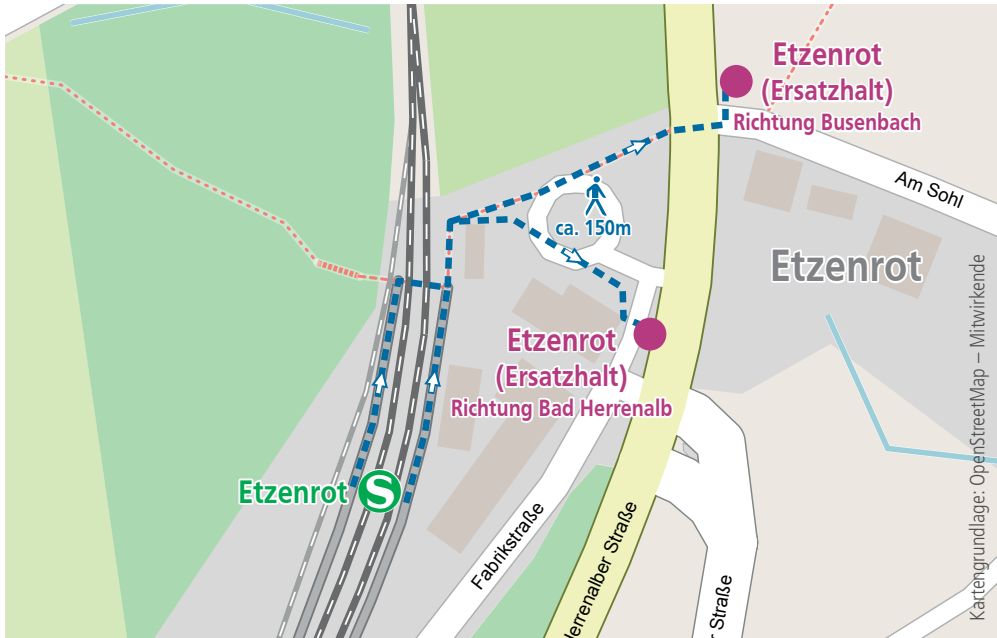 Etzenrot
(Ersatzhalt)
Richtung Busenbach
Am Sohl
ca. 150m
Etzenrot
Etzenrot
(Ersatzhalt)
Richtung Bad Herrenalb
Etzenrot S
Fabrikstraße
Herrenalber Straße
r Straße
Kartengrundlage: OpenStreetMap – Mitwirkende